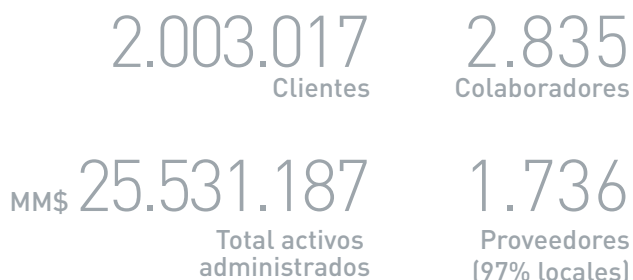 2.003.017
Clientes
2.835
Colaboradores
MM$ 25.531.187
Total activos
administrados
1.736
Proveedores
(97% locales)